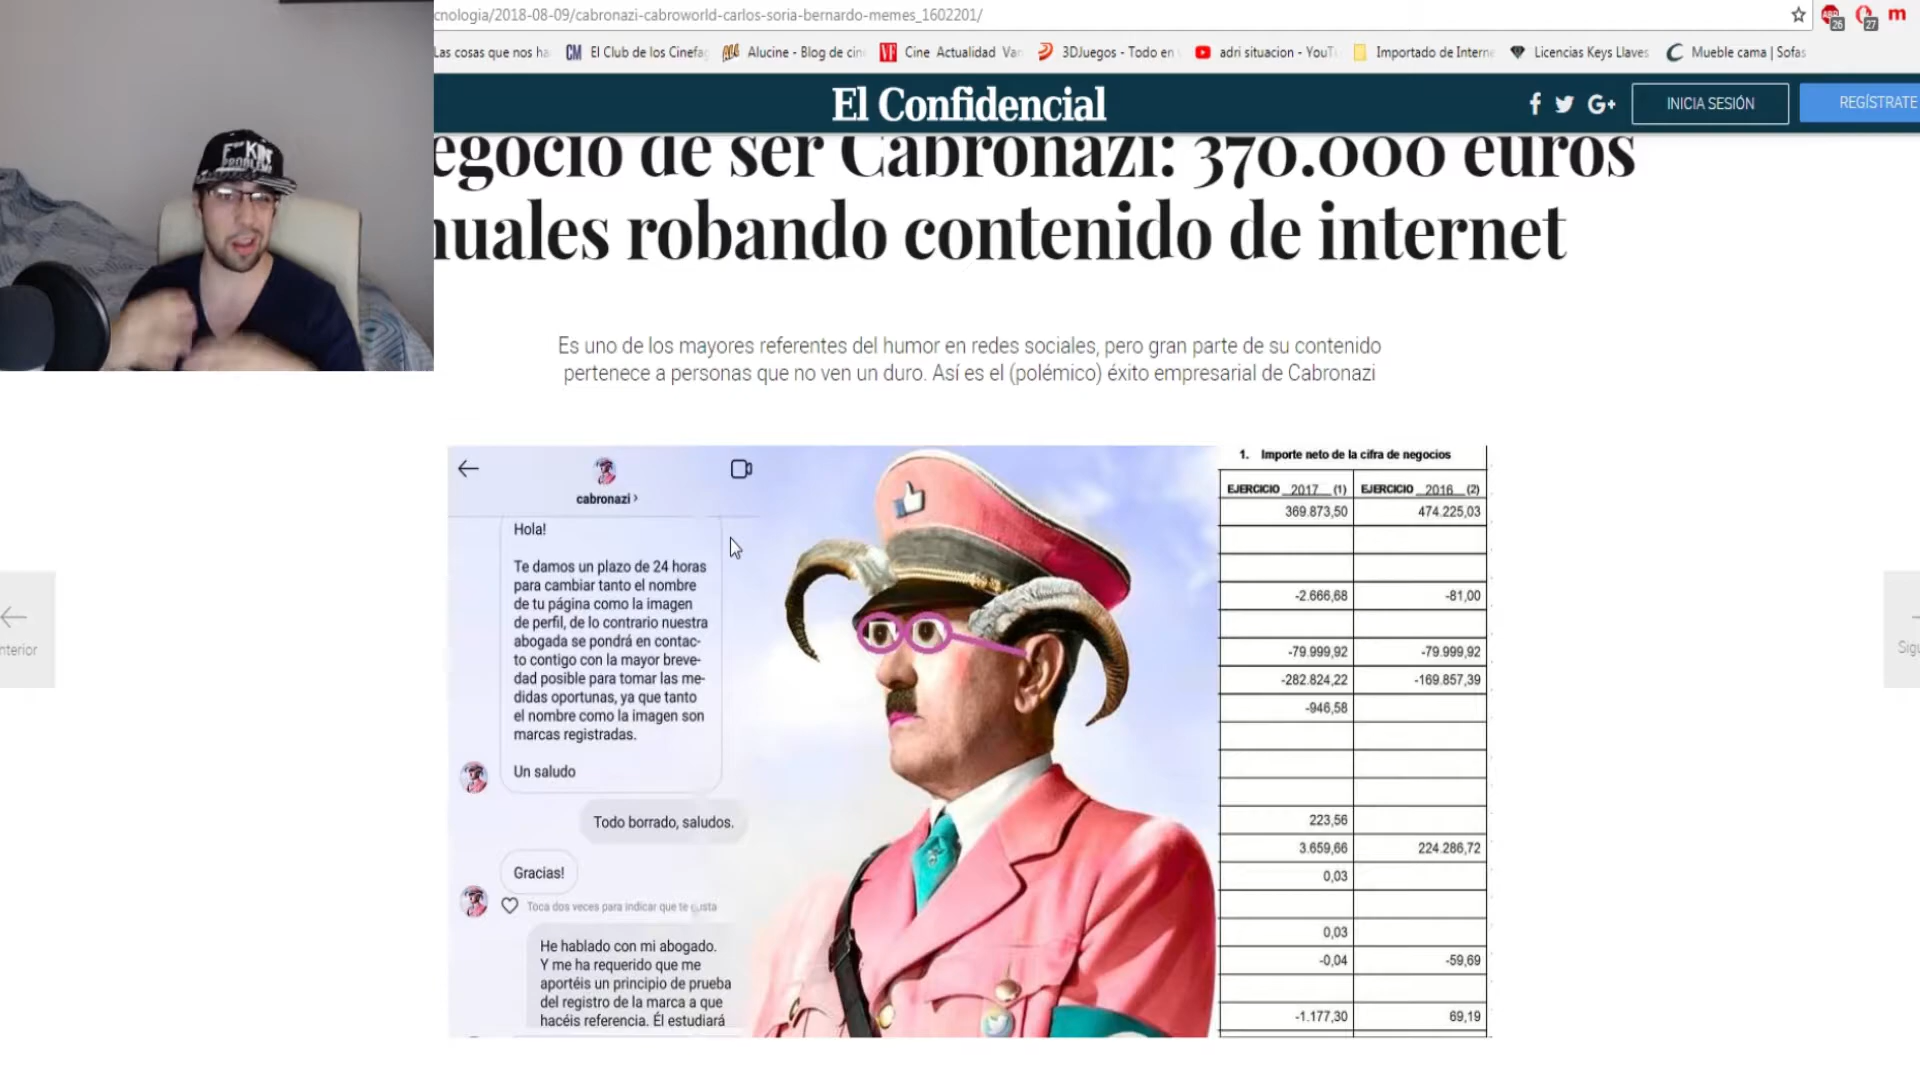 cnologia/2018-08-09/cabronazi-cabroworld-carlos-soria-bernardo-memes_1602201/
ABP 26 27 m
Las cosas que nos ha CM El Club de los Cinefag Alucine - Blog de cin VF Cine Actualidad Van 3DJuegos - Todo en adri situacion - YouT Importado de Interne Licencias Keys Llaves Mueble cama | Sofas
El Confidencial
INICIA SESIÓN
REGÍSTRATE
egocio de ser Cabronazi: 370.000 euros
nuales robando contenido de internet
Es uno de los mayores referentes del humor en redes sociales, pero gran parte de su contenido
pertenece a personas que no ven un duro. Así es el (polémico) éxito empresarial de Cabronazi
F**K
PROBLEM
cabronazi ›
Hola!
Te damos un plazo de 24 horas
para cambiar tanto el nombre
de tu página como la imagen
de perfil, de lo contrario nuestra
abogada se pondrá en contac-
to contigo con la mayor breve-
dad posible para tomar las me-
didas oportunas, ya que tanto
el nombre como la imagen son
marcas registradas.
Un saludo
Todo borrado, saludos.
Gracias!
Toca dos veces para indicar que te gusta
He hablado con mi abogado.
Y me ha requerido que me
aportéis un principio de prueba
del registro de la marca a que
hacéis referencia. Él estudiará
1. Importe neto de la cifra de negocios
EJERCICIO 2017 (1) EJERCICIO 2016 (2)
369.873,50 474.225,03
-2.666,68 -81,00
-79.999,92 -79.999,92
-282.824,22 -169.857,39
-946,58
223,56
3.659,66 224.286,72
0,03
0,03
-0,04 -59,69
-1.177,30 69,19
nterior
Sigu